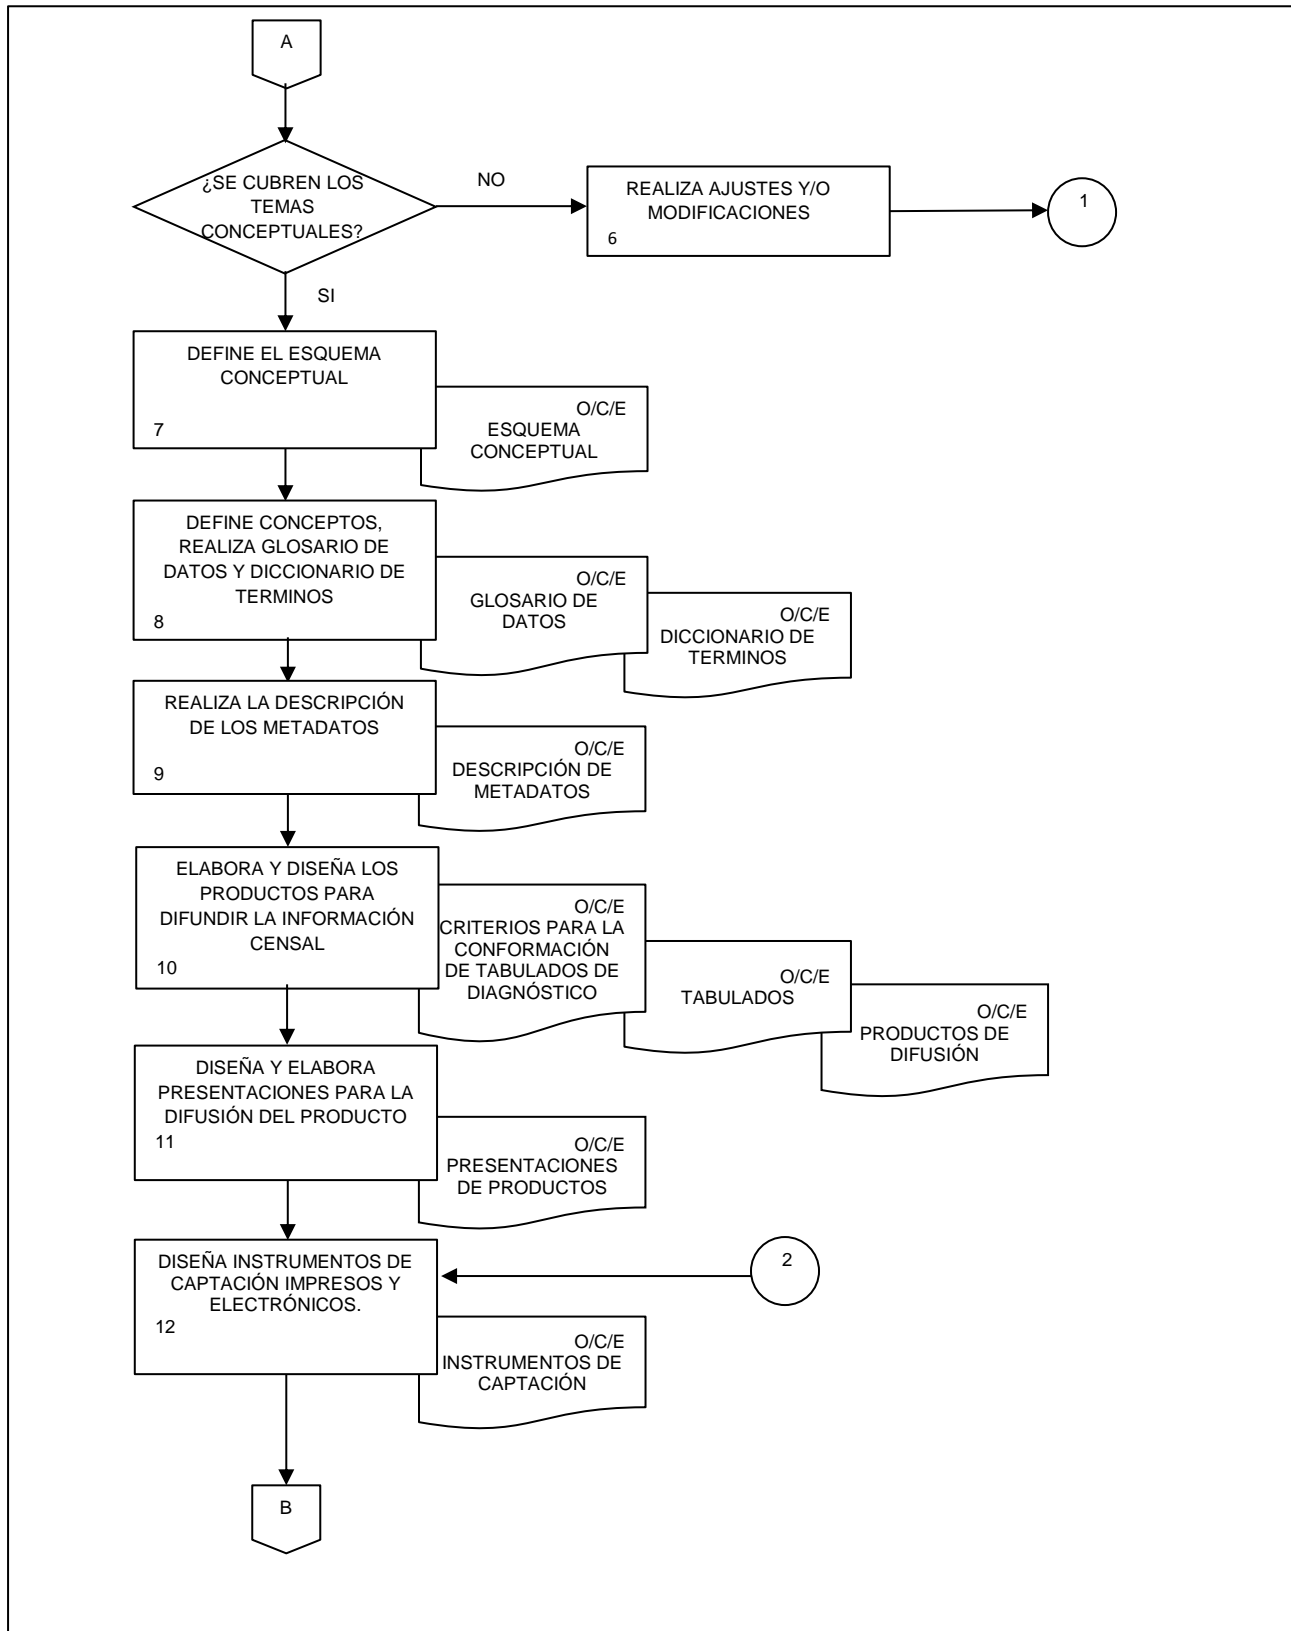 A
¿SE CUBREN LOS
TEMAS
CONCEPTUALES?
NO
REALIZA AJUSTES Y/O
MODIFICACIONES
6
1
SI
DEFINE EL ESQUEMA
CONCEPTUAL
7
O/C/E
ESQUEMA
CONCEPTUAL
DEFINE CONCEPTOS,
REALIZA GLOSARIO DE
DATOS Y DICCIONARIO DE
TERMINOS
8
O/C/E
GLOSARIO DE
DATOS
O/C/E
DICCIONARIO DE
TERMINOS
REALIZA LA DESCRIPCIÓN
DE LOS METADATOS
9
O/C/E
DESCRIPCIÓN DE
METADATOS
ELABORA Y DISEÑA LOS
PRODUCTOS PARA
DIFUNDIR LA INFORMACIÓN
CENSAL
10
O/C/E
CRITERIOS PARA LA
CONFORMACIÓN
DE TABULADOS DE
DIAGNÓSTICO
O/C/E
TABULADOS
O/C/E
PRODUCTOS DE
DIFUSIÓN
DISEÑA Y ELABORA
PRESENTACIONES PARA LA
DIFUSIÓN DEL PRODUCTO
11
O/C/E
PRESENTACIONES
DE PRODUCTOS
DISEÑA INSTRUMENTOS DE
CAPTACIÓN IMPRESOS Y
ELECTRÓNICOS.
12
2
O/C/E
INSTRUMENTOS DE
CAPTACIÓN
B